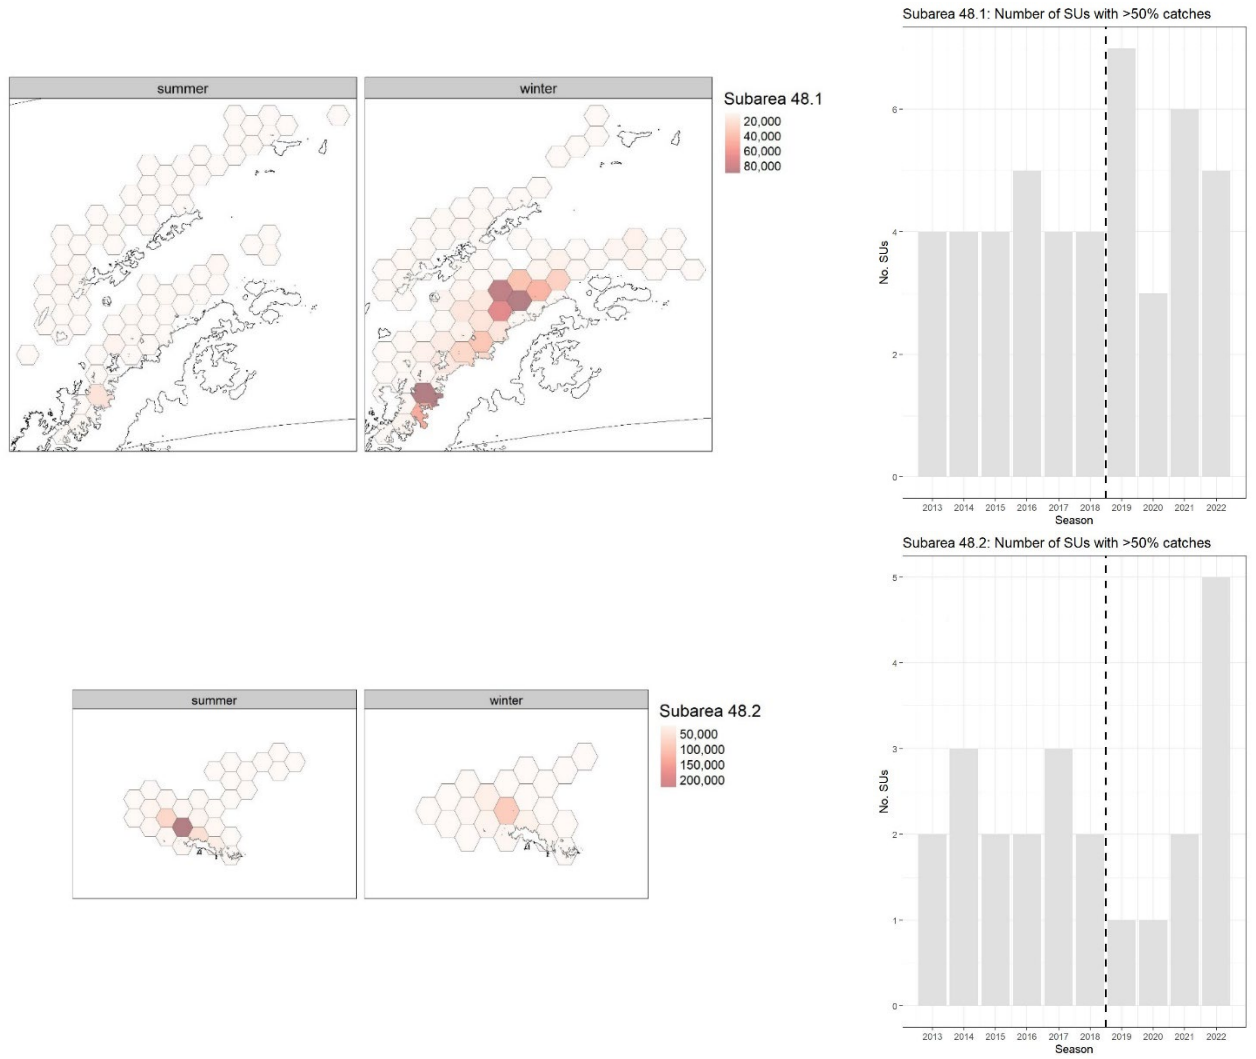 Subarea 48.1: Number of SUs with >50% catches
summer
winter
Subarea 48.1
20,000
40,000
60,000
80,000
6
4
2
0
No. SUs
2013 2014 2015 2016 2017 2018 2019 2020 2021 2022
Season
Subarea 48.2: Number of SUs with >50% catches
summer
winter
Subarea 48.2
50,000
100,000
150,000
200,000
5
4
3
2
1
0
No. SUs
2013 2014 2015 2016 2017 2018 2019 2020 2021 2022
Season